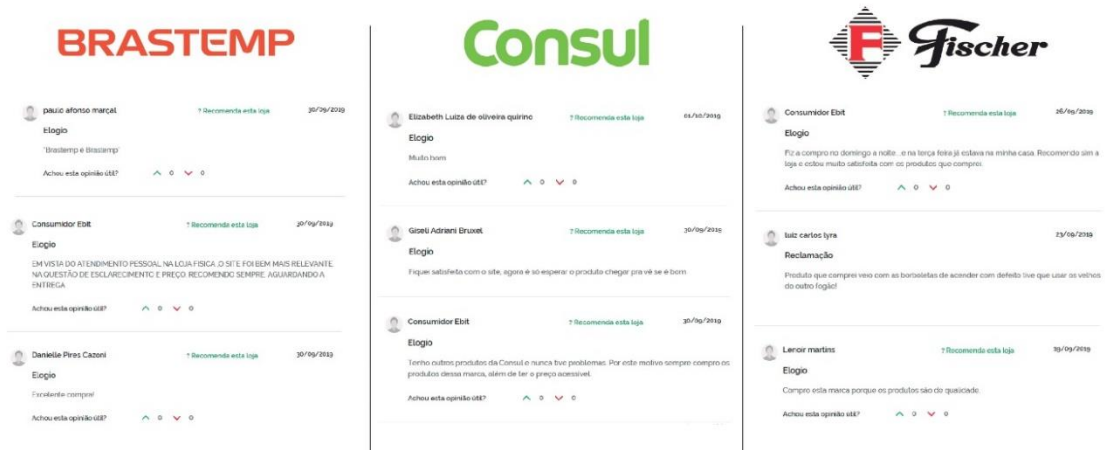 BRASTEMP
paulo afonso marçal
? Recomenda esta loja
30/09/2019
Elogio
"Brastemp é Brastemp"
Achou esta opinião útil?
0
0
Consumidor Ebit
? Recomenda esta loja
30/09/2019
Elogio
EM VISTA DO ATENDIMENTO PESSOAL NA LOJA FISICA ,O SITE FOI BEM MAIS RELEVANTE
NA QUESTÃO DE ESCLARECIMENTO E PREÇO. RECOMENDO SEMPRE. AGUARDANDO A
ENTREGA
Achou esta opinião útil?
0
0
Danielle Pires Cazoni
? Recomenda esta loja
30/09/2019
Elogio
Excelente compra!
Achou esta opinião útil?
0
0
Consul
Elizabeth Luiza de oliveira quirino
? Recomenda esta loja
01/10/2019
Elogio
Muito bom
Achou esta opinião útil?
0
0
Giseli Adriani Bruxel
? Recomenda esta loja
30/09/2019
Elogio
Fiquei satisfeita com o site, agora é só esperar o produto chegar pra vê se é bom
Consumidor Ebit
? Recomenda esta loja
30/09/2019
Elogio
Tenho outros produtos da Consul e nunca tive problemas. Por este motivo sempre compro os
produtos dessa marca, além de ter o preço acessível.
Achou esta opinião útil?
0
0
F Fischer
Consumidor Ebit
? Recomenda esta loja
26/09/2019
Elogio
Fiz a compra no domingo a noite...e na terça feira já estava na minha casa. Recomendo sim a
loja e estou muito satisfeita com os produtos que comprei.
Achou esta opinião útil?
0
0
luiz carlos lyra
23/09/2019
Reclamação
Produto que comprei veio com as borboletas de acender com defeito tive que usar as velhos
do outro fogão!
Lenoir martins
? Recomenda esta loja
19/09/2019
Elogio
Compro esta marca porque os produtos são de qualidade.
Achou esta opinião útil?
0
0